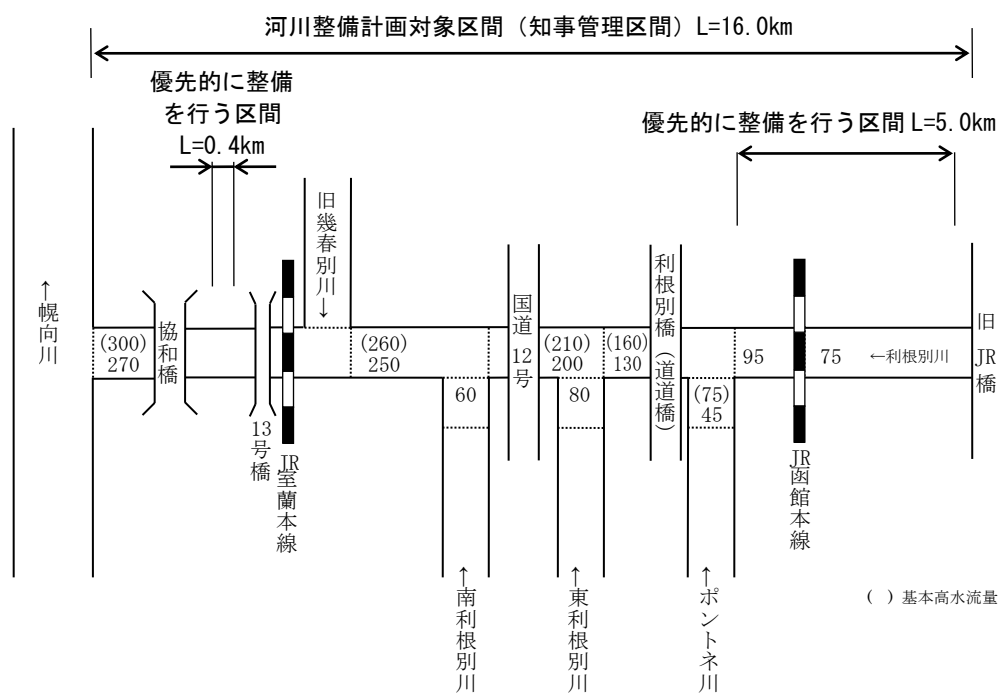 河川整備計画対象区間（知事管理区間）L=16.0km
優先的に整備
を行う区間
L=0.4km
優先的に整備を行う区間 L=5.0km
←幌向川
(300)
270
協和橋
13号橋
JR室蘭本線
旧幾春別川→
(260)
250
60
←南利根別川
国道12号
(210)
200
80
←東利根別川
(160)
130
利根別橋（道道橋）
(75)
45
←ポントネ川
95
JR函館本線
75
←利根別川
旧JR橋
( ) 基本高水流量